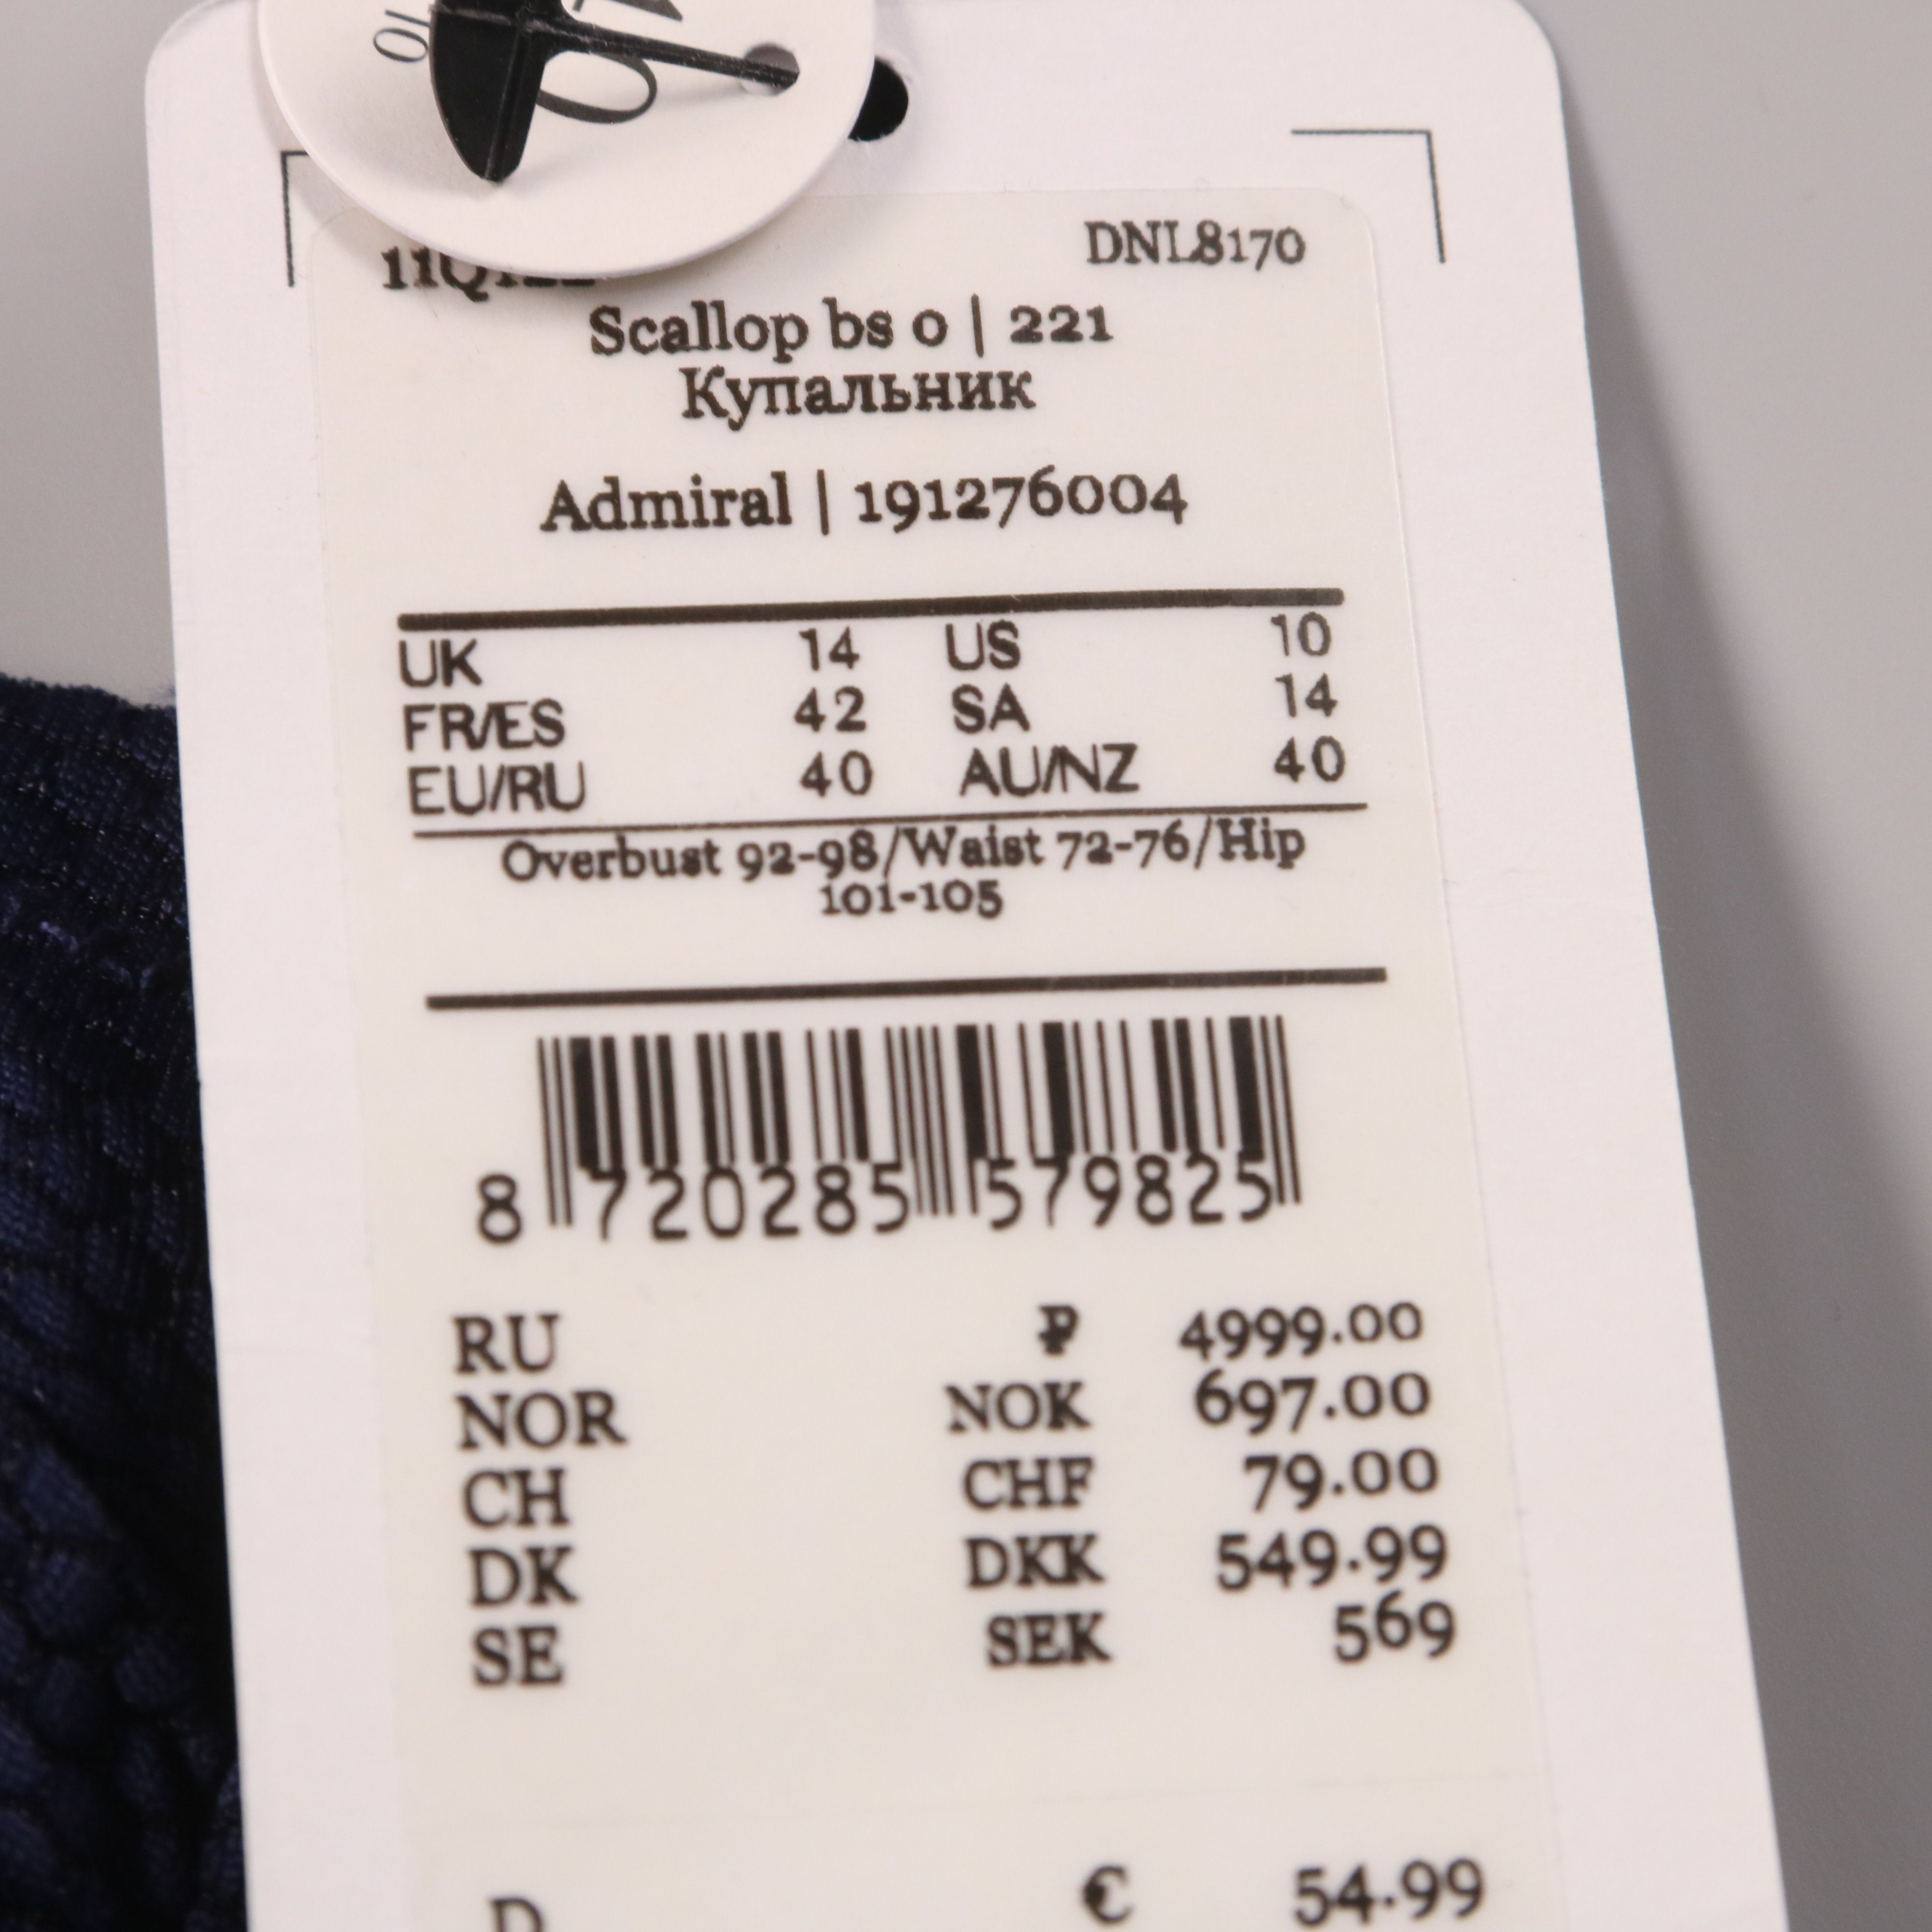 10
DNL8170
Scallop bs o | 221
Купальник
Admiral | 191276004
UK 14 US 10
FR/ES 42 SA 14
EU/RU 40 AU/NZ 40
Overbust 92-98/Waist 72-76/Hip
101-105
8 720285 579825
RU ₽ 4999.00
NOR NOK 697.00
CH CHF 79.00
DK DKK 549.99
SE SEK 569
D € 54.99